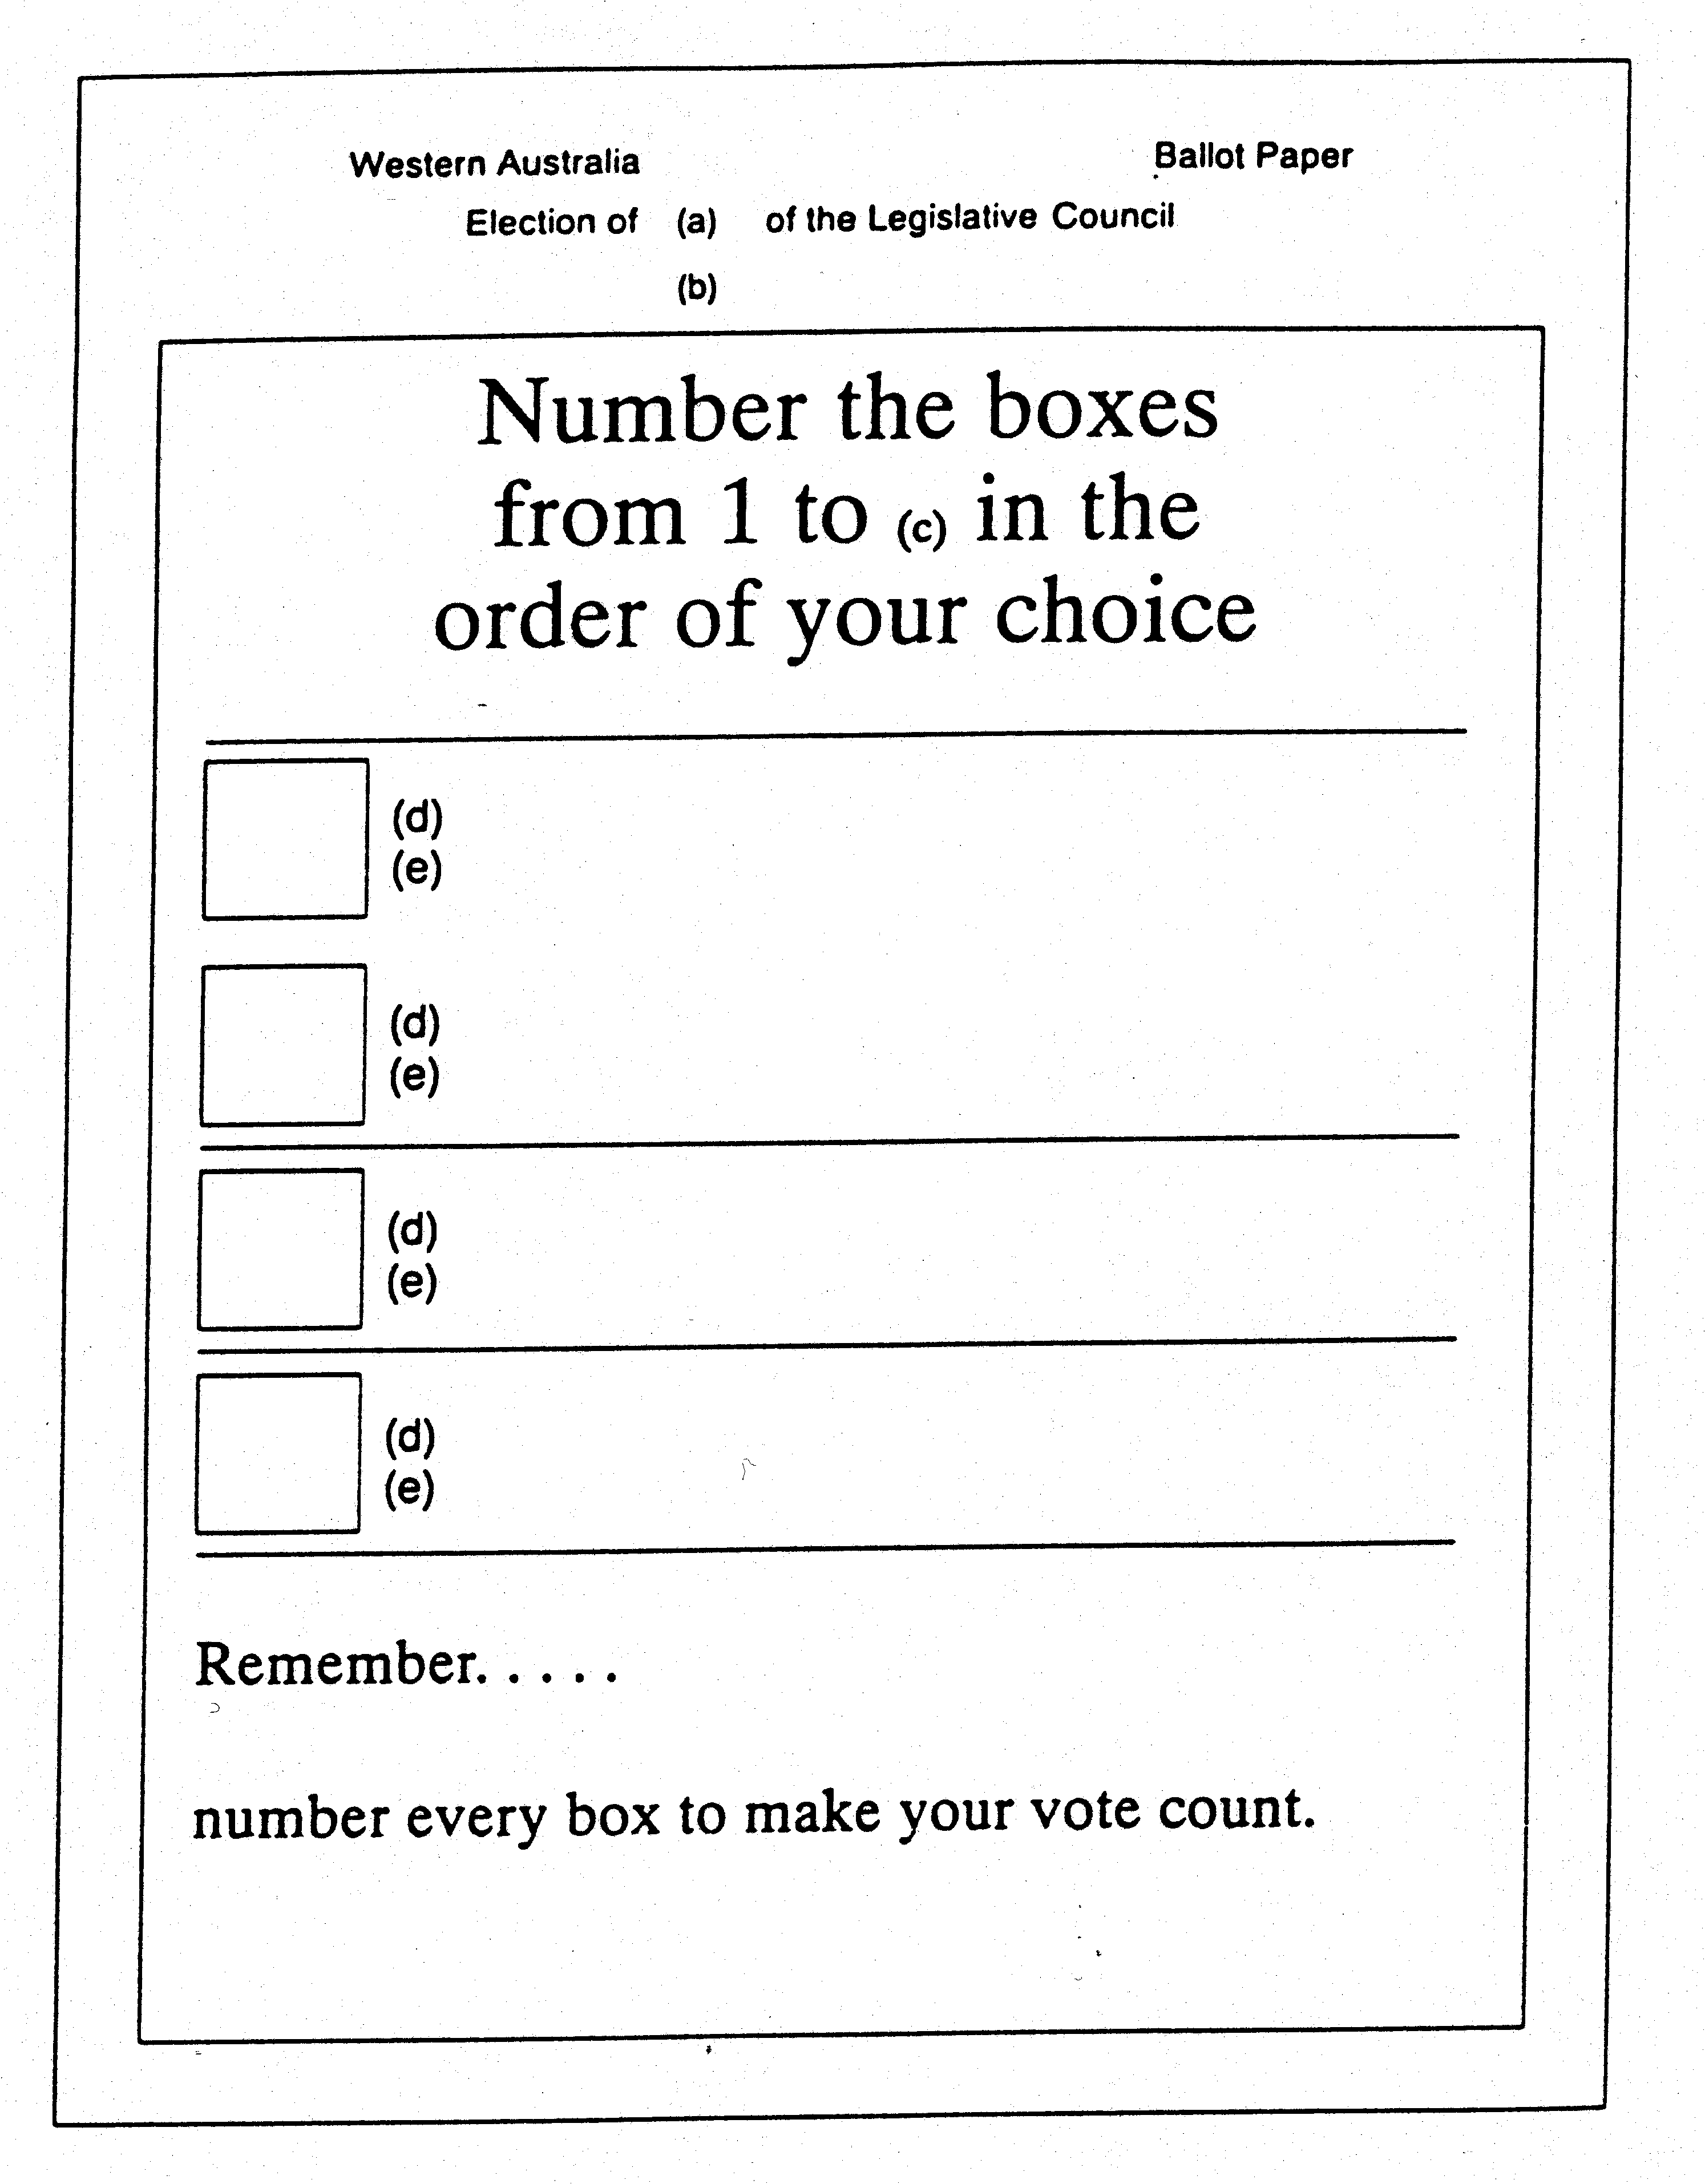 Western Australia Ballot Paper
Election of (a) of the Legislative Council
(b)
Number the boxes
from 1 to (c) in the
order of your choice
(d)
(e)
(d)
(e)
(d)
(e)
(d)
(e)
Remember. . . . .
number every box to make your vote count.